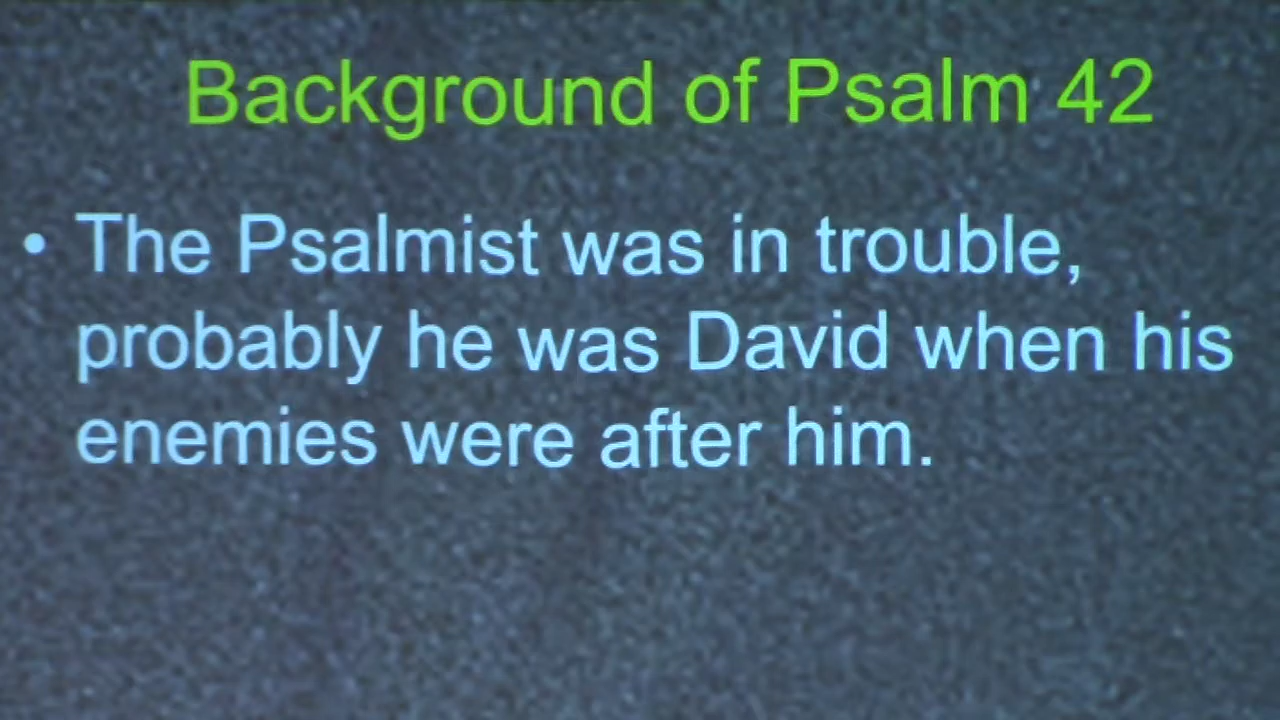 Background of Psalm 42
• The Psalmist was in trouble,
probably he was David when his
enemies were after him.